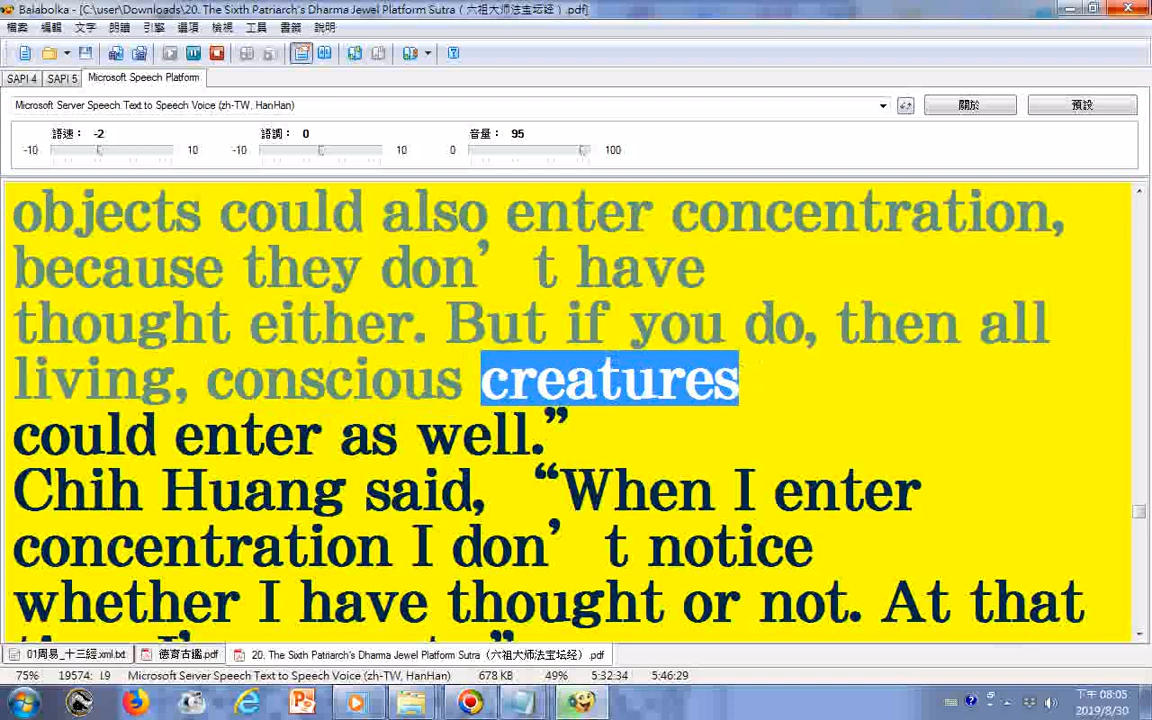 Balabolka - [C:\user\Downloads\20. The Sixth Patriarch's Dharma Jewel Platform Sutra（六祖大师法宝坛经）.pdf]
檔案 編輯 文字 朗讀 引擎 選項 檢視 工具 書籤 說明
SAPI 4 SAPI 5 Microsoft Speech Platform
Microsoft Server Speech Text to Speech Voice (zh-TW, HanHan) 關於 預設
語速： -2 語調： 0 音量： 95
-10 10 -10 10 0 100
objects could also enter concentration,
because they don’t have
thought either. But if you do, then all
living, conscious creatures
could enter as well.”
Chih Huang said, “When I enter
concentration I don’t notice
whether I have thought or not. At that
01周易_十三經.xml.txt 德育古鑑.pdf 20. The Sixth Patriarch's Dharma Jewel Platform Sutra（六祖大师法宝坛经）.pdf
75% 19574: 19 Microsoft Server Speech Text to Speech Voice (zh-TW, HanHan) 678 KB 49% 5:32:34 5:46:29
下午 08:05
2019/8/30